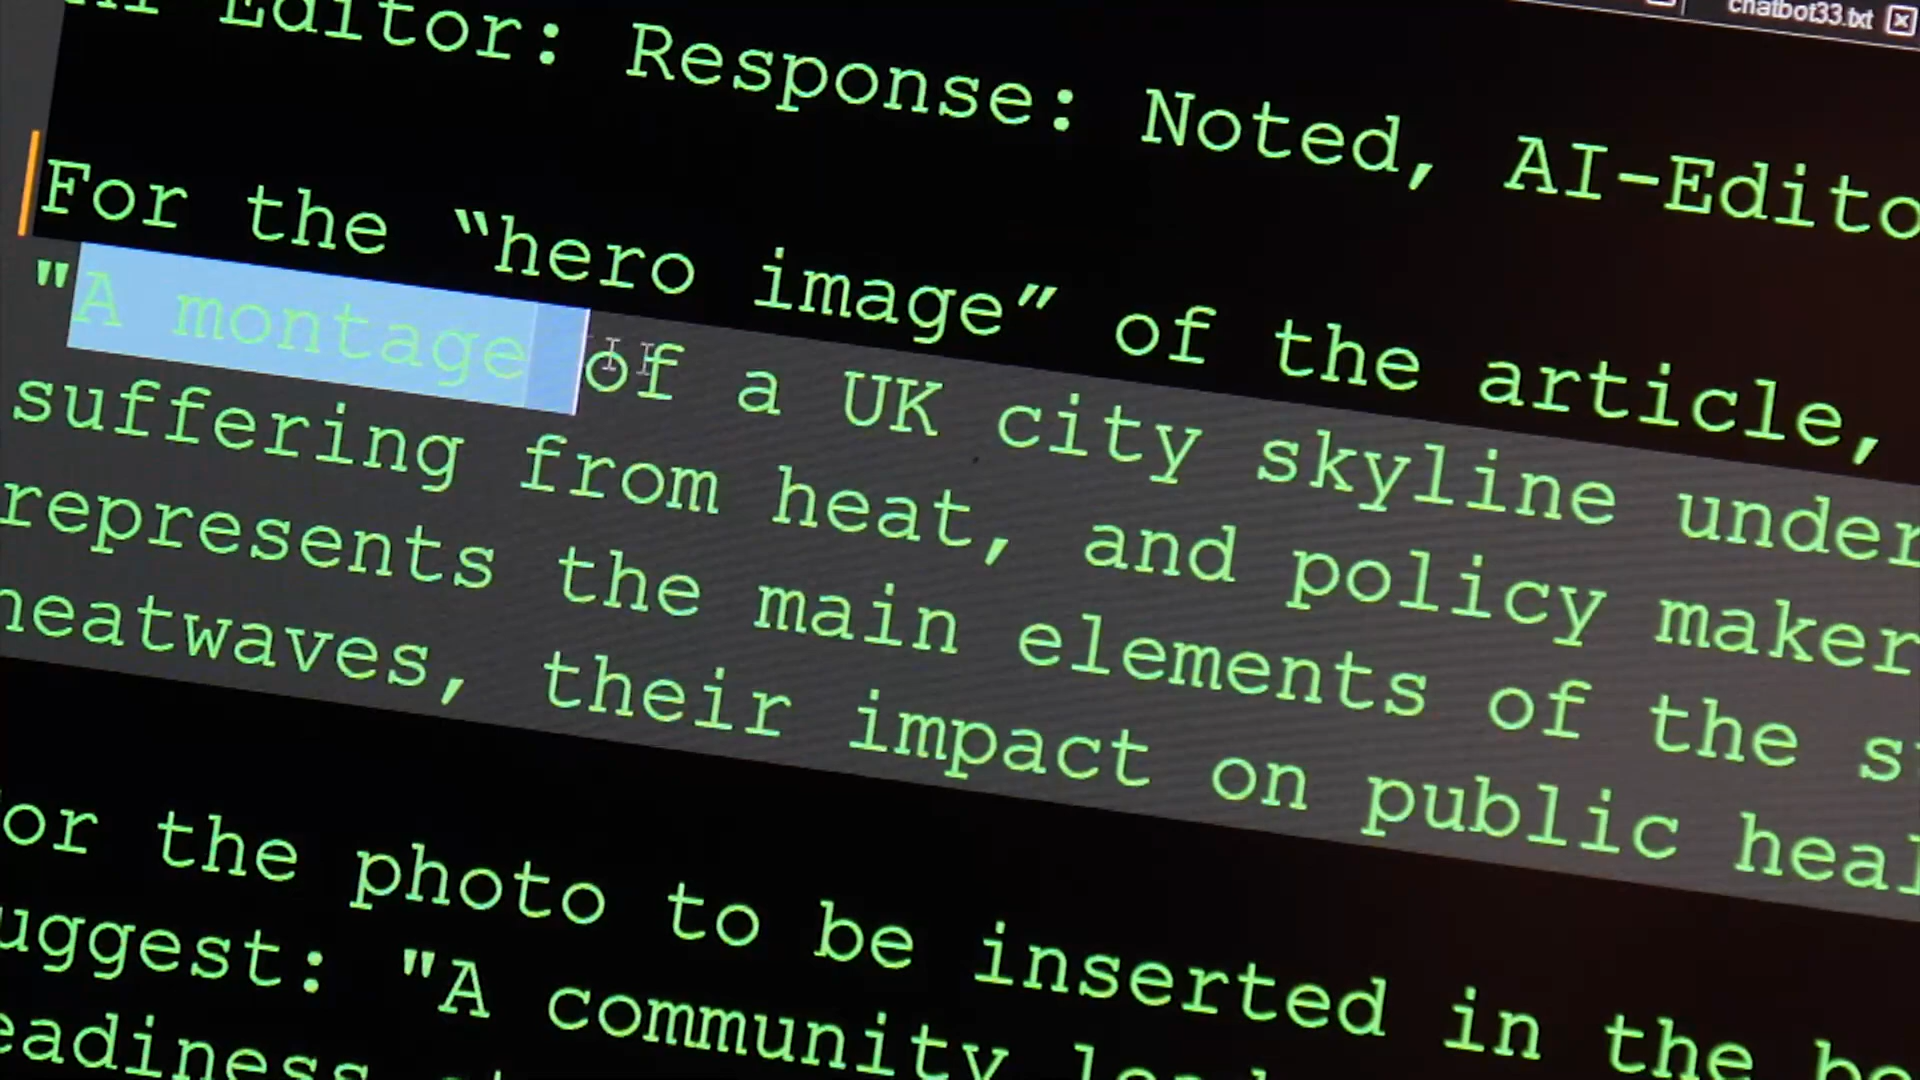 chatbot33.txt
Editor: Response: Noted, AI-Edito
For the “hero image” of the article,
"A montage of a UK city skyline under
suffering from heat, and policy maker
represents the main elements of the s
heatwaves, their impact on public heal
or the photo to be inserted in the b
uggest: "A community
eadiness